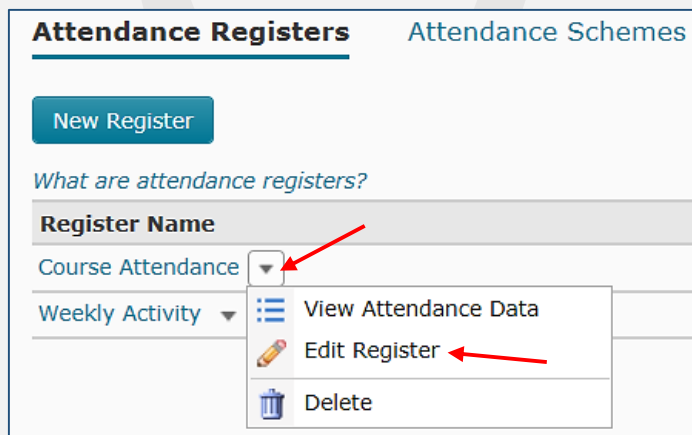 Attendance Registers Attendance Schemes
New Register
What are attendance registers?
Register Name
Course Attendance
Weekly Activity
View Attendance Data
Edit Register
Delete